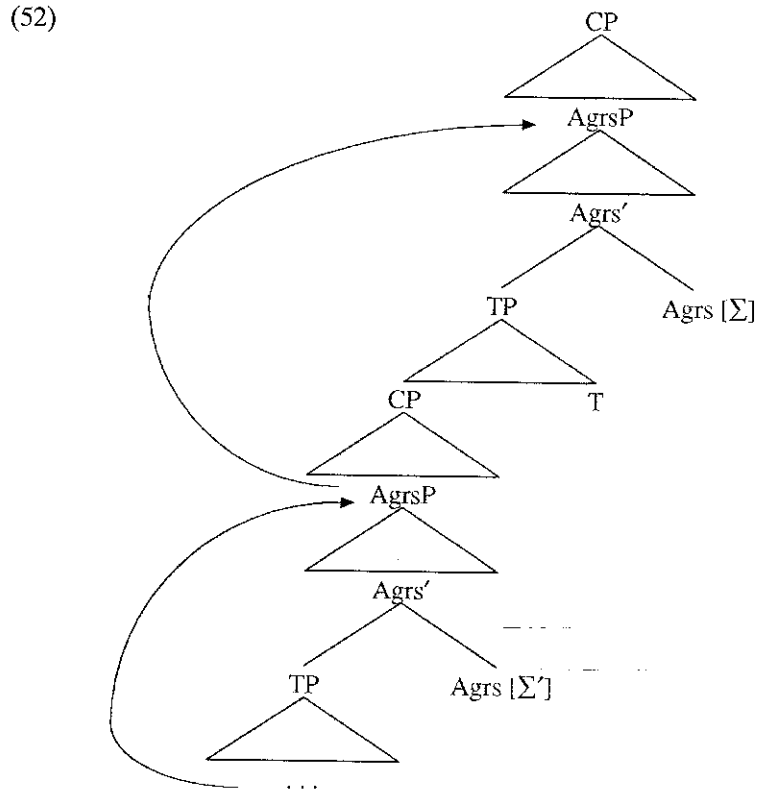 (52)
CP
AgrsP
Agrs′
TP Agrs [Σ]
CP T
AgrsP
Agrs′
TP Agrs [Σ′]
. . .